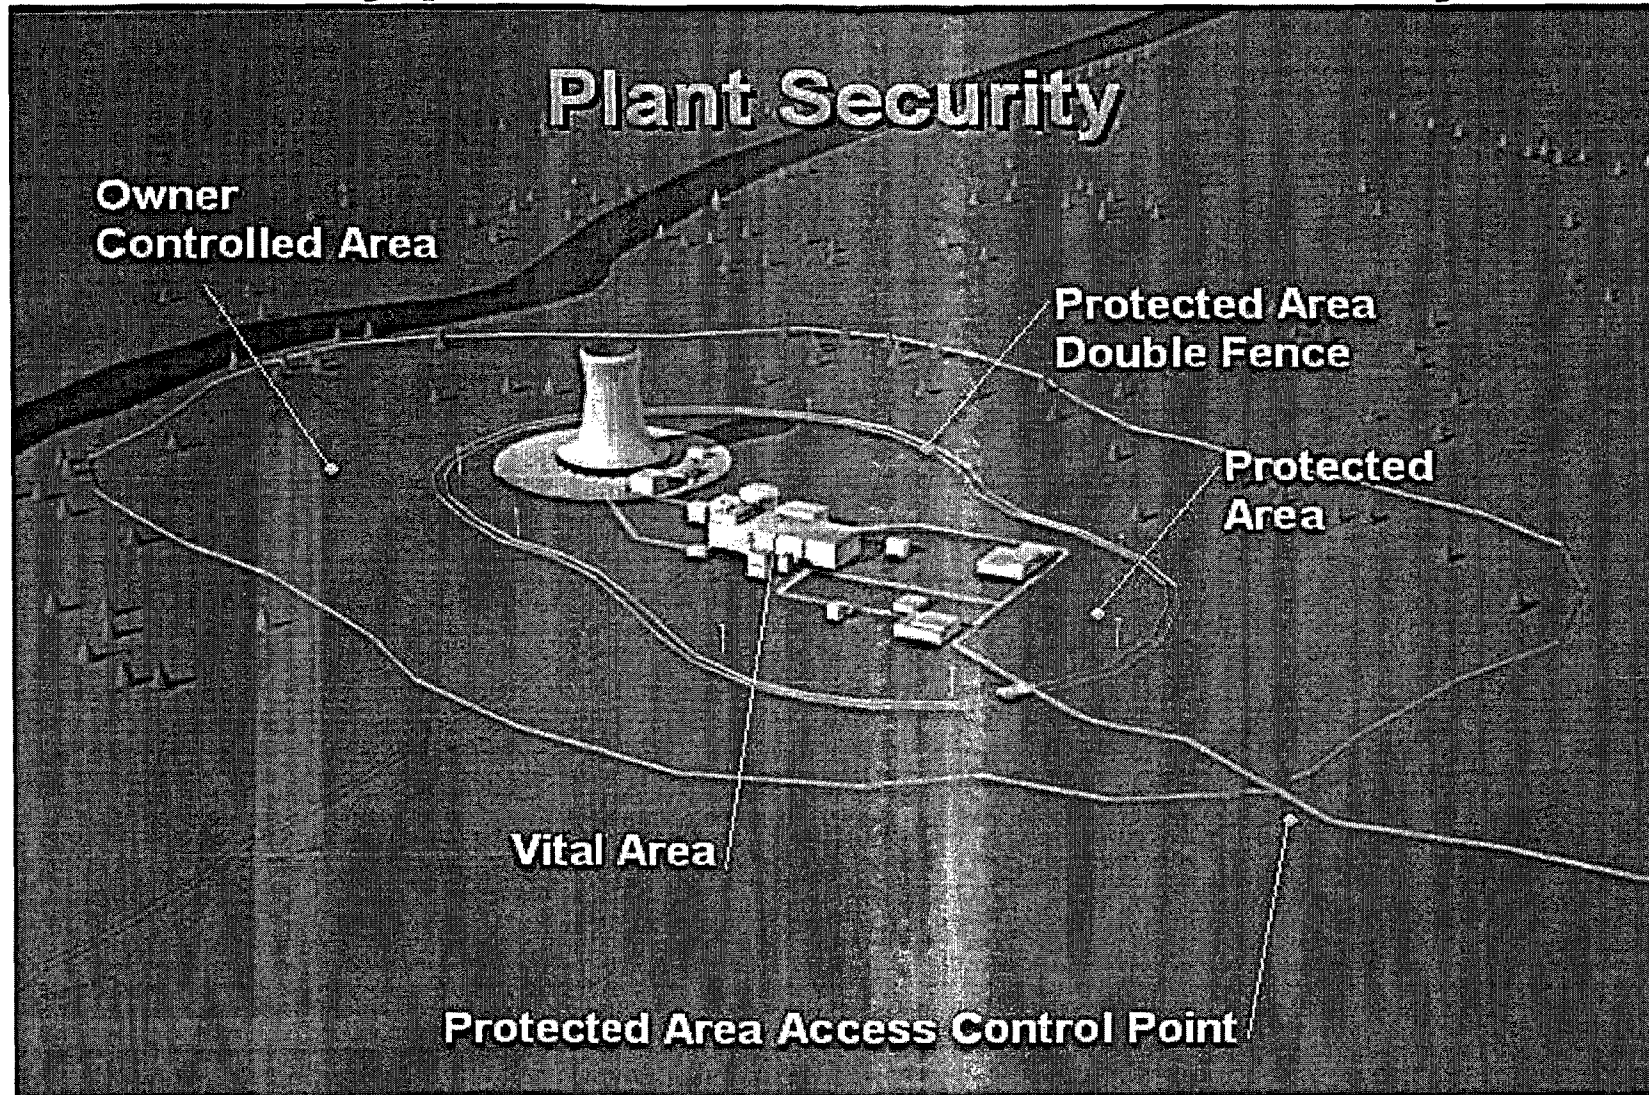 Plant Security
Owner
Controlled Area
Protected Area
Double Fence
Protected
Area
Vital Area
Protected Area Access Control Point